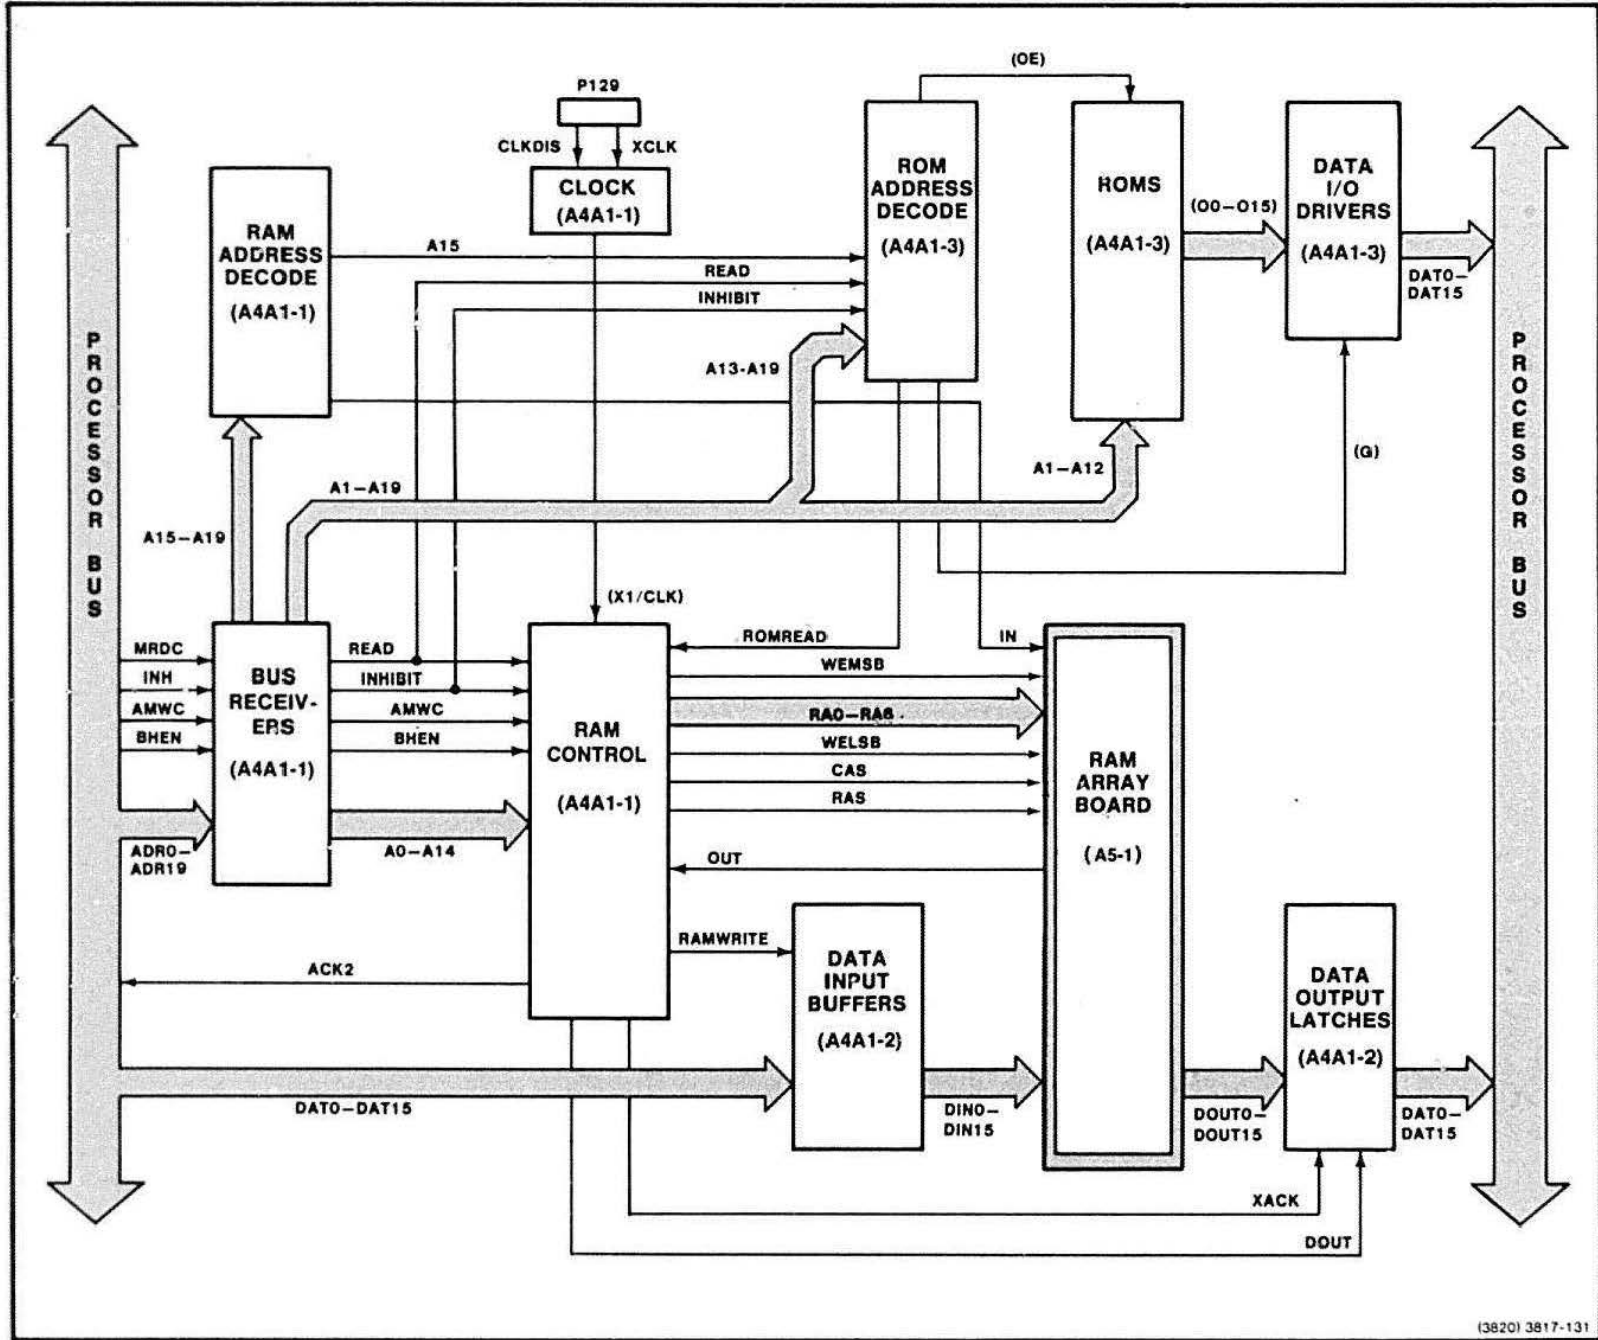 (OE)
P129
CLKDIS
XCLK
CLOCK
(A4A1-1)
RAM
ADDRESS
DECODE
(A4A1-1)
ROM
ADDRESS
DECODE
(A4A1-3)
ROMS
(A4A1-3)
(O0–O15)
DATA
I/O
DRIVERS
(A4A1-3)
DAT0–
DAT15
A15
READ
INHIBIT
A13-A19
PROCESSOR BUS
PROCESSOR BUS
A1–A19
A1–A12
(G)
A15–A19
(X1/CLK)
MRDC
INH
AMWC
BHEN
ADR0–
ADR19
BUS
RECEIV-
ERS
(A4A1-1)
READ
INHIBIT
AMWC
BHEN
A0–A14
RAM
CONTROL
(A4A1-1)
ROMREAD
IN
WEMSB
RA0–RA6
WELSB
CAS
RAS
OUT
RAM
ARRAY
BOARD
(A5-1)
RAMWRITE
ACK2
DATA
INPUT
BUFFERS
(A4A1-2)
DATA
OUTPUT
LATCHES
(A4A1-2)
DAT0–DAT15
DIN0–
DIN15
DOUT0–
DOUT15
DAT0–
DAT15
XACK
DOUT
(3820) 3817-131